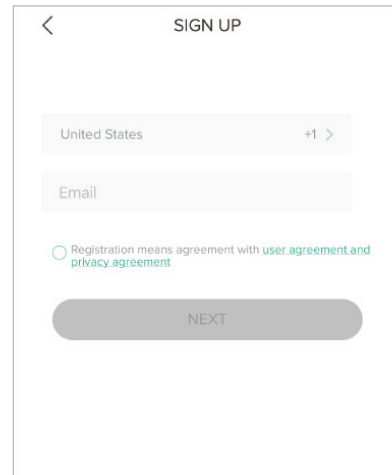 SIGN UP
United States +1
Email
Registration means agreement with user agreement and
privacy agreement
NEXT